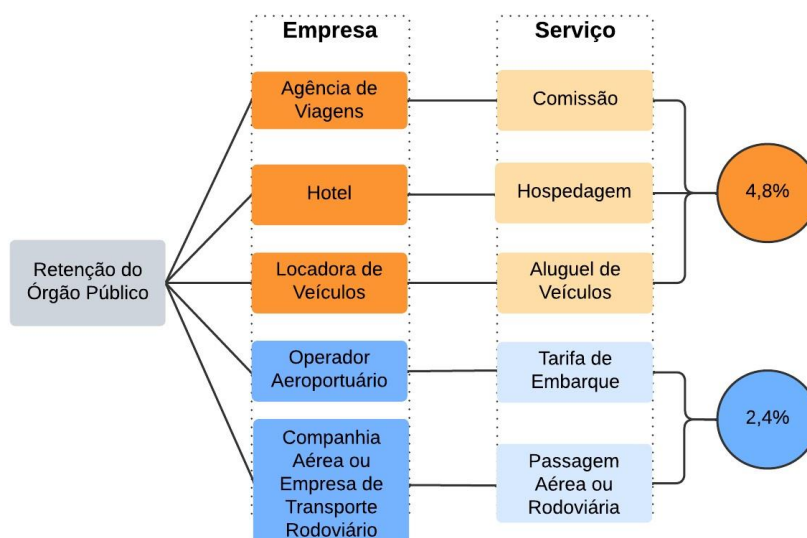 Empresa
Serviço
Agência de
Viagens
Comissão
Hotel
Hospedagem
4,8%
Retenção do
Órgão Público
Locadora de
Veículos
Aluguel de
Veículos
Operador
Aeroportuário
Tarifa de
Embarque
2,4%
Companhia
Aérea ou
Empresa de
Transporte
Rodoviário
Passagem
Aérea ou
Rodoviária